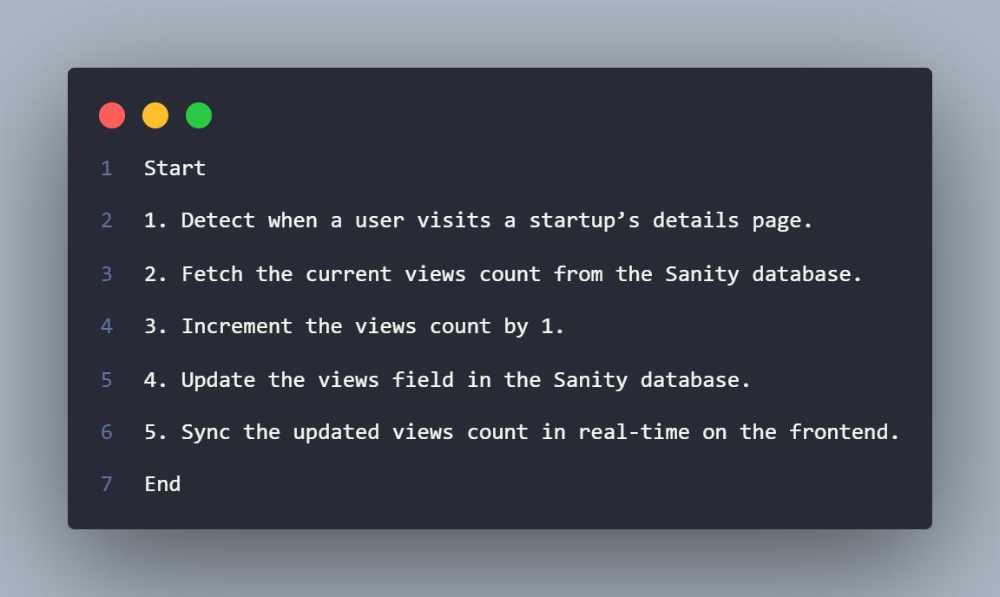 1 Start
2 1. Detect when a user visits a startup’s details page.
3 2. Fetch the current views count from the Sanity database.
4 3. Increment the views count by 1.
5 4. Update the views field in the Sanity database.
6 5. Sync the updated views count in real-time on the frontend.
7 End